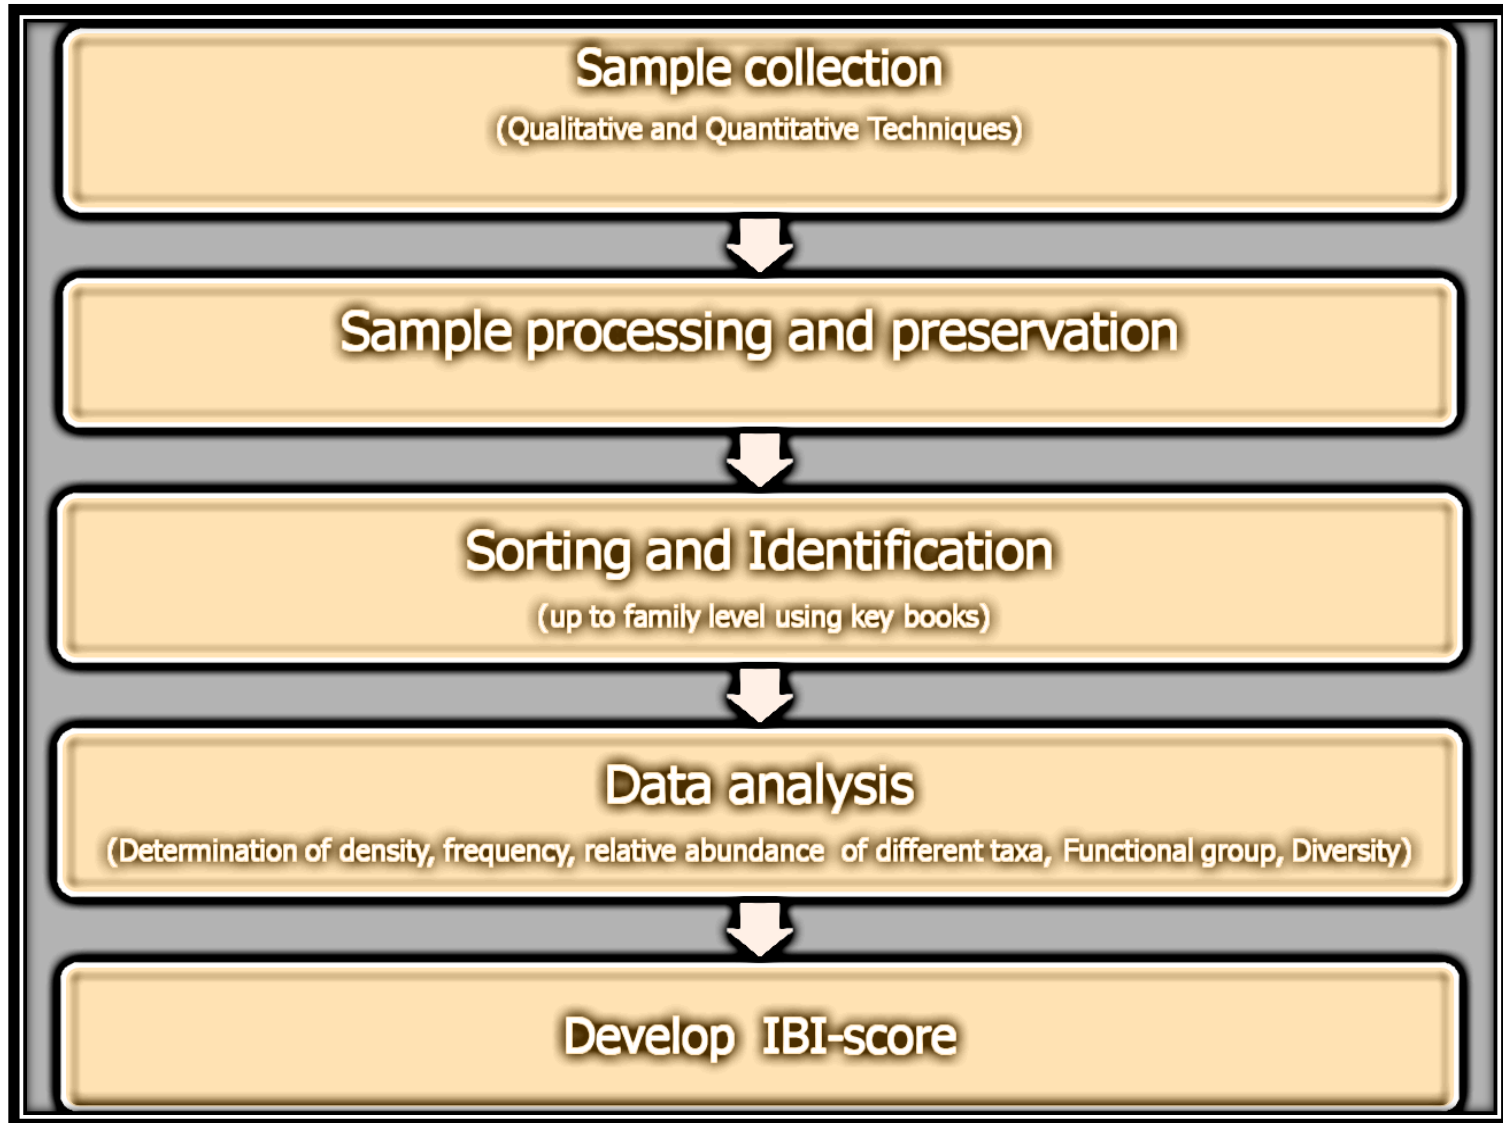 Sample collection
(Qualitative and Quantitative Techniques)
Sample processing and preservation
Sorting and Identification
(up to family level using key books)
Data analysis
(Determination of density, frequency, relative abundance  of different taxa, Functional group, Diversity)
Develop  IBI-score